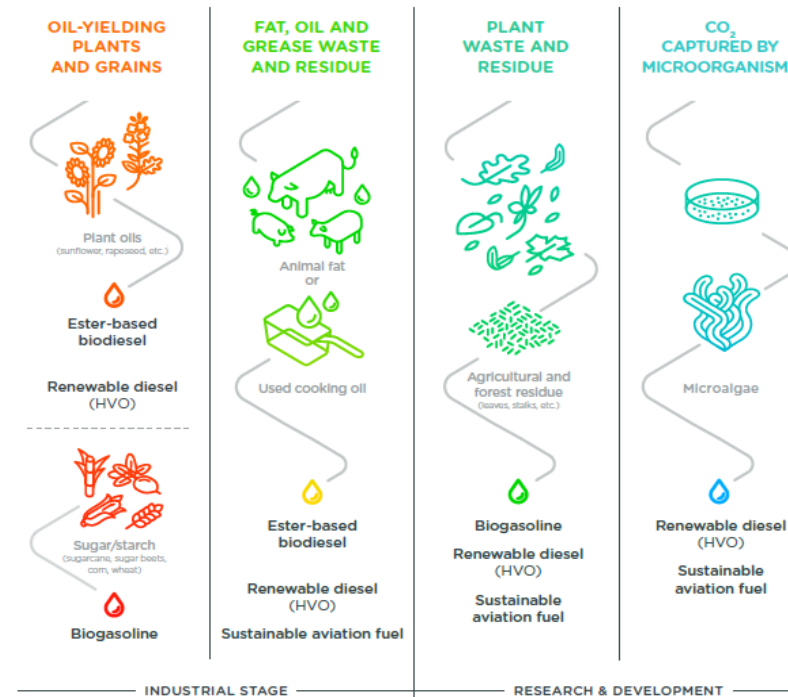 OIL-YIELDING
PLANTS
AND GRAINS
Plant oils
(sunflower, rapeseed, etc.)
Ester-based
biodiesel
Renewable diesel
(HVO)
Sugar/starch
(sugarcane, sugar beets,
corn, wheat)
Biogasoline
FAT, OIL AND
GREASE WASTE
AND RESIDUE
Animal fat
or
Used cooking oil
Ester-based
biodiesel
Renewable diesel
(HVO)
Sustainable aviation fuel
PLANT
WASTE AND
RESIDUE
Agricultural and
forest residue
(leaves, stalks, etc.)
Biogasoline
Renewable diesel
(HVO)
Sustainable
aviation fuel
CO₂
CAPTURED BY
MICROORGANISM
Microalgae
Renewable diesel
(HVO)
Sustainable
aviation fuel
INDUSTRIAL STAGE
RESEARCH & DEVELOPMENT